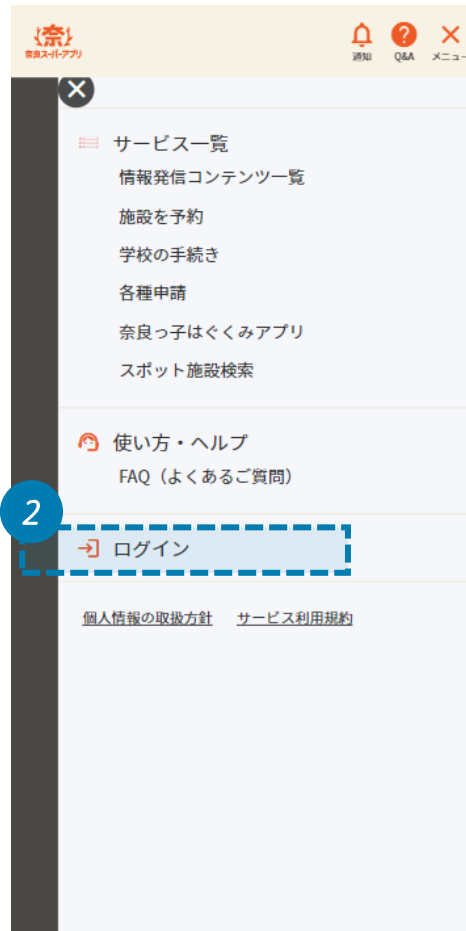 {奈}
奈良スーパーアプリ
通知
Q&A
メニュー
サービス一覧
情報発信コンテンツ一覧
施設を予約
学校の手続き
各種申請
奈良っ子はぐくみアプリ
スポット施設検索
使い方・ヘルプ
FAQ（よくあるご質問）
2
ログイン
個人情報の取扱方針 サービス利用規約